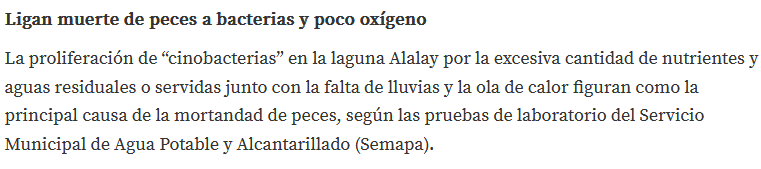 Ligan muerte de peces a bacterias y poco oxígeno
La proliferación de “cinobacterias” en la laguna Alalay por la excesiva cantidad de nutrientes y
aguas residuales o servidas junto con la falta de lluvias y la ola de calor figuran como la
principal causa de la mortandad de peces, según las pruebas de laboratorio del Servicio
Municipal de Agua Potable y Alcantarillado (Semapa).